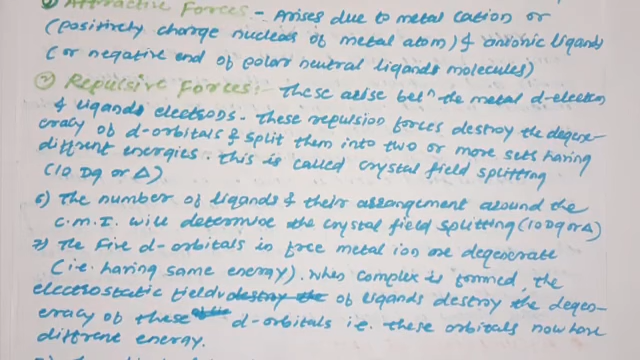 Attractive Forces - Arises due to metal cation or
(positively charge nucleus of metal atom) & anionic ligands
(or negative end of polar neutral ligands molecules)
② Repulsive Forces:- These arise betn the metal d-electron
& ligands electrons. These repulsion forces destroy the degene-
eracy of d-orbitals & split them into two or more sets having
diffrent energies. This is called crystal field splitting
(10 Dq or Δ)
6) The number of ligands & their arrangement around the
C.M.I. will determine the crystal field splitting (10 Dq or Δ)
7) The Five d-orbitals in free metal ion are degenerate
(i.e. having same energy). When complex is formed, the
electrostatic field of ligands destroy the degen-
eracy of these d-orbitals i.e. these orbitals now have
diffrent energy.